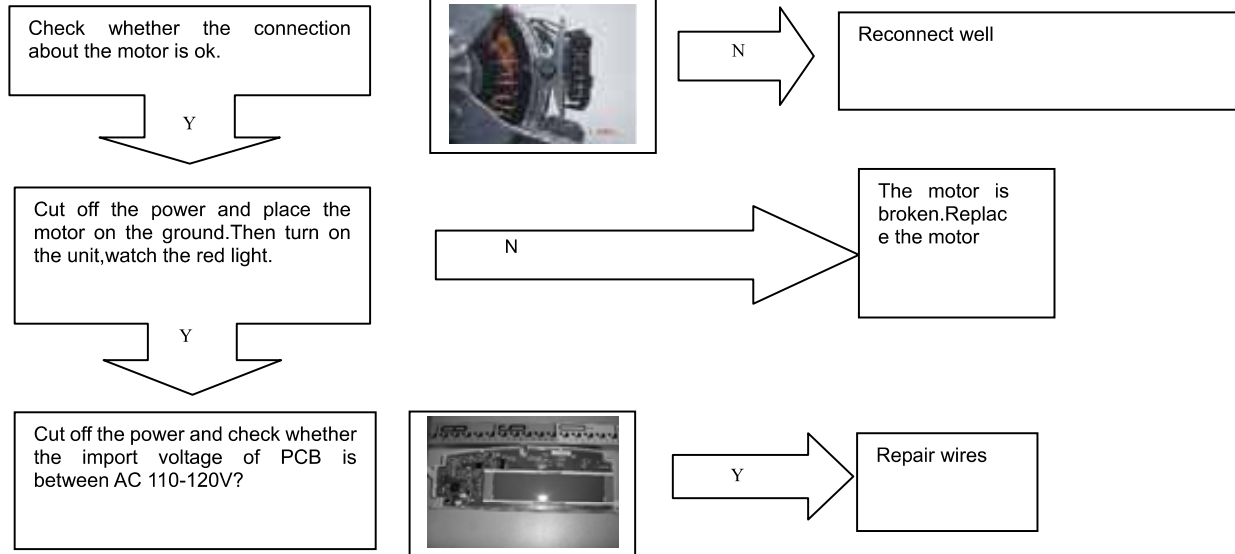 Check whether the connection
about the motor is ok.
N
Reconnect well
Y
Cut off the power and place the
motor on the ground.Then turn on
the unit,watch the red light.
N
The motor is
broken.Replac
e the motor
Y
Cut off the power and check whether
the import voltage of PCB is
between AC 110-120V?
Y
Repair wires